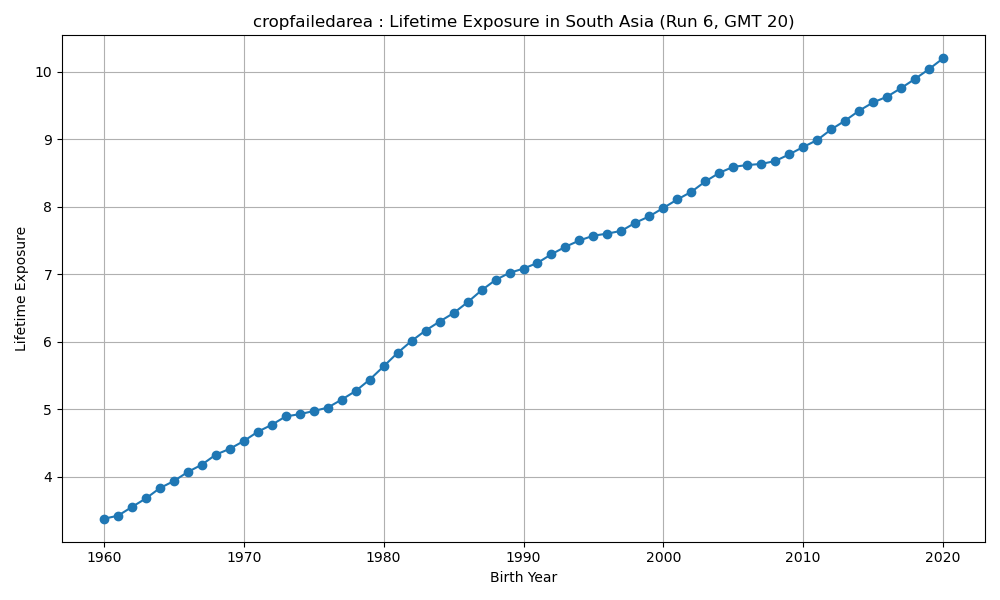 cropfailedarea : Lifetime Exposure in South Asia (Run 6, GMT 20)
Lifetime Exposure
10
9
8
7
6
5
4
1960 1970 1980 1990 2000 2010 2020
Birth Year